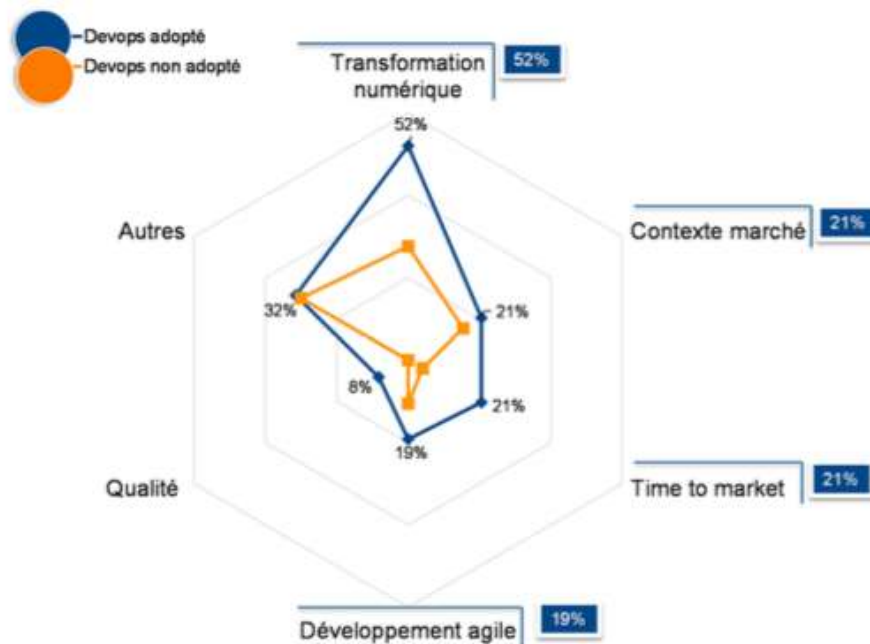 Devops adopté
Devops non adopté
Transformation
numérique
52%
52%
Autres
Contexte marché
21%
32%
21%
8%
21%
19%
Qualité
Time to market
21%
Développement agile
19%